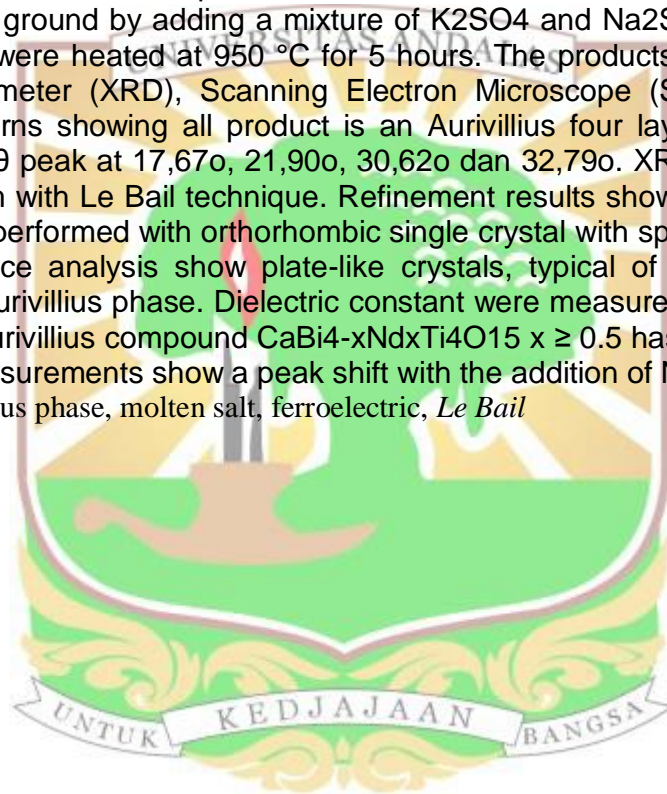 ground by adding a mixture of K2SO4 and Na2S
were heated at 950 °C for 5 hours. The products
UNIVERSITAS ANDALAS
meter (XRD), Scanning Electron Microscope (S
rns showing all product is an Aurivillius four lay
θ peak at 17,67o, 21,90o, 30,62o dan 32,79o. XR
n with Le Bail technique. Refinement results show
performed with orthorhombic single crystal with sp
ce analysis show plate-like crystals, typical of
urivillius phase. Dielectric constant were measure
urivillius compound CaBi4-xNdxTi4O15 x ≥ 0.5 has
surements show a peak shift with the addition of N
us phase, molten salt, ferroelectric, Le Bail
UNTUK KEDJAJAAN BANGSA